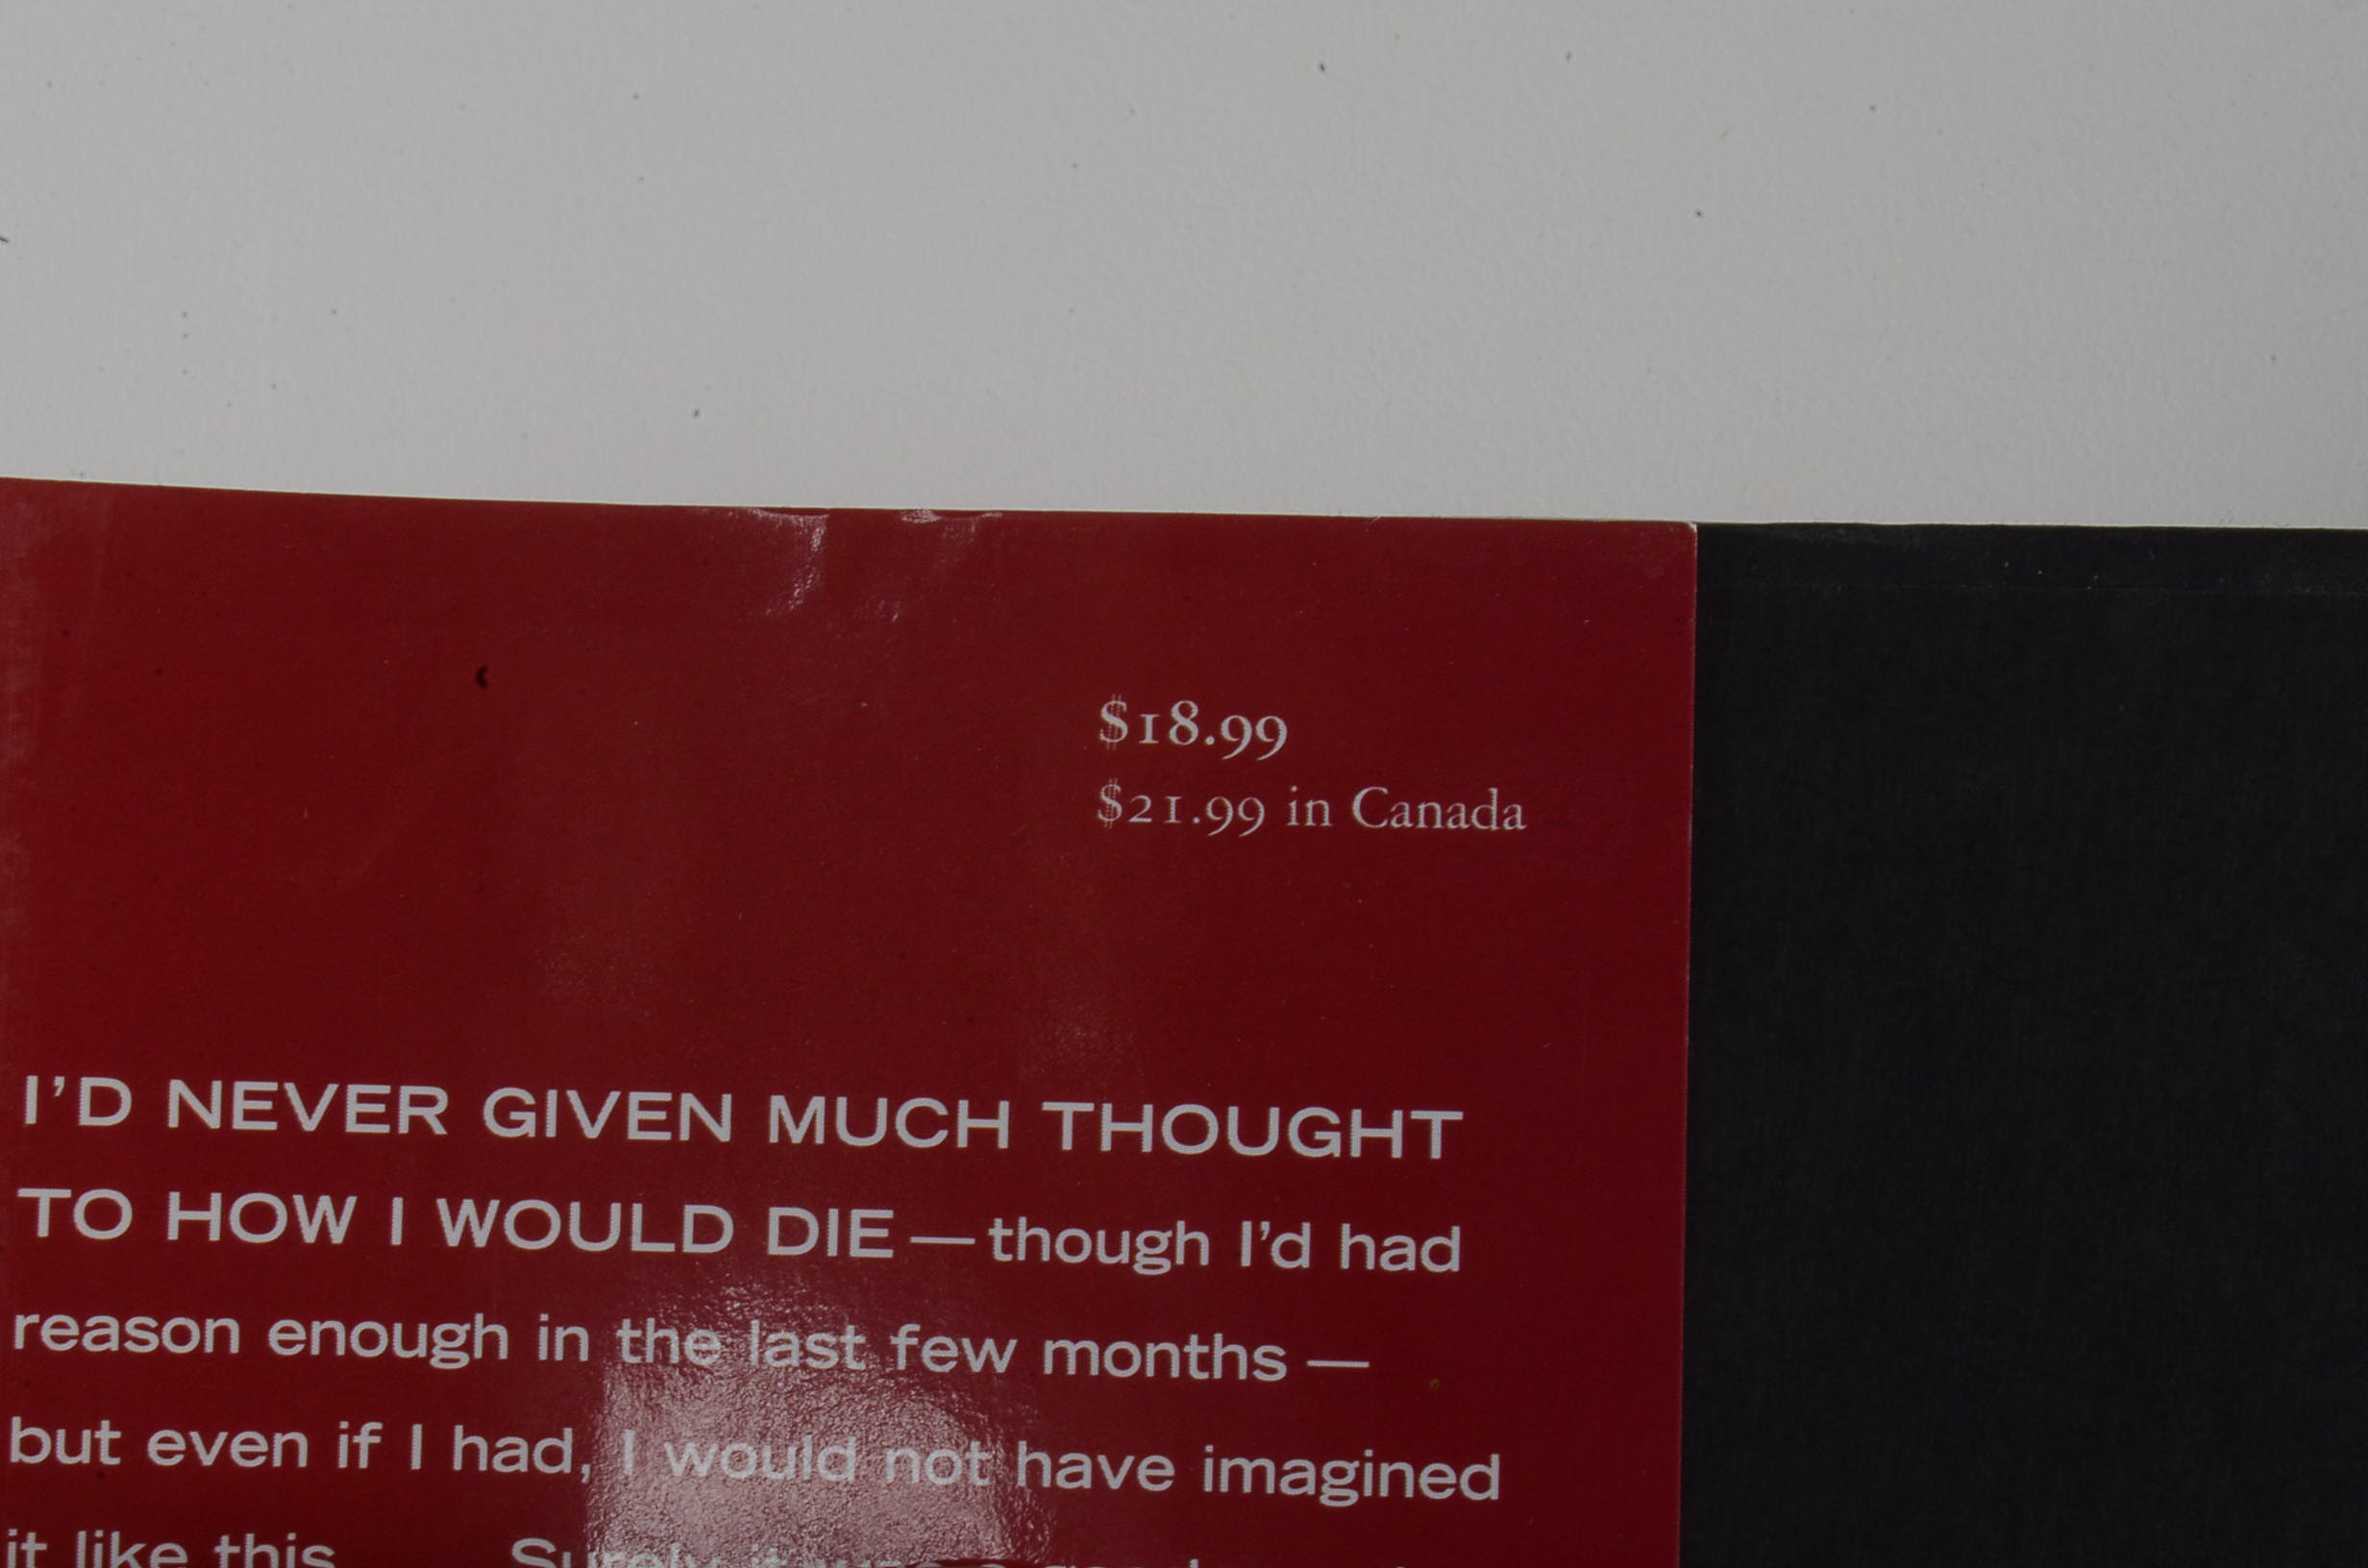 $18.99
$21.99 in Canada
I’D NEVER GIVEN MUCH THOUGHT
TO HOW I WOULD DIE — though I’d had
reason enough in the last few months —
but even if I had, I would not have imagined
it like this